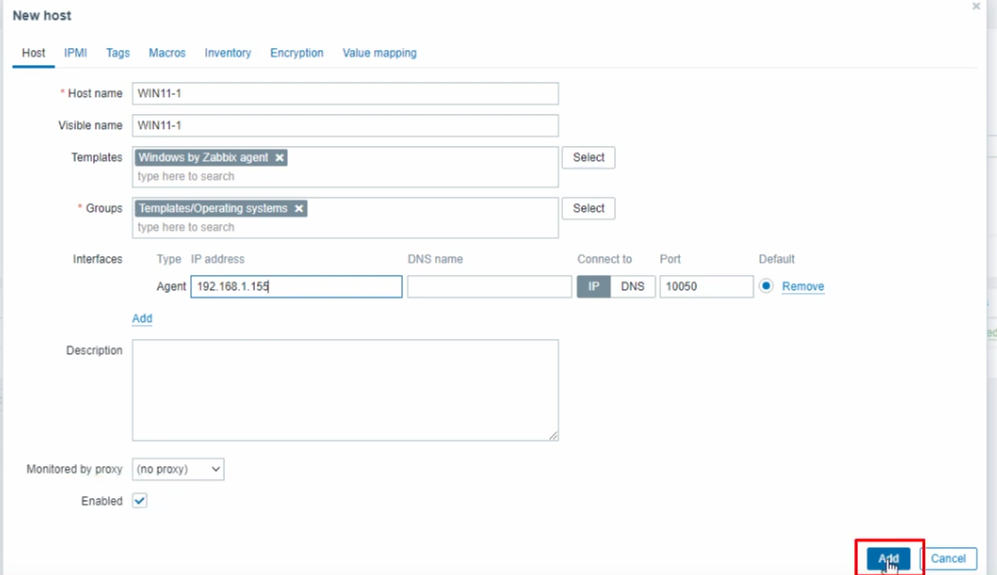 New host
Host IPMI Tags Macros Inventory Encryption Value mapping
* Host name WIN11-1
Visible name WIN11-1
Templates Windows by Zabbix agent Select
type here to search
* Groups Templates/Operating systems Select
type here to search
Interfaces Type IP address DNS name Connect to Port Default
Agent 192.168.1.155 IP DNS 10050 Remove
Add
Description
Monitored by proxy (no proxy)
Enabled
Add Cancel